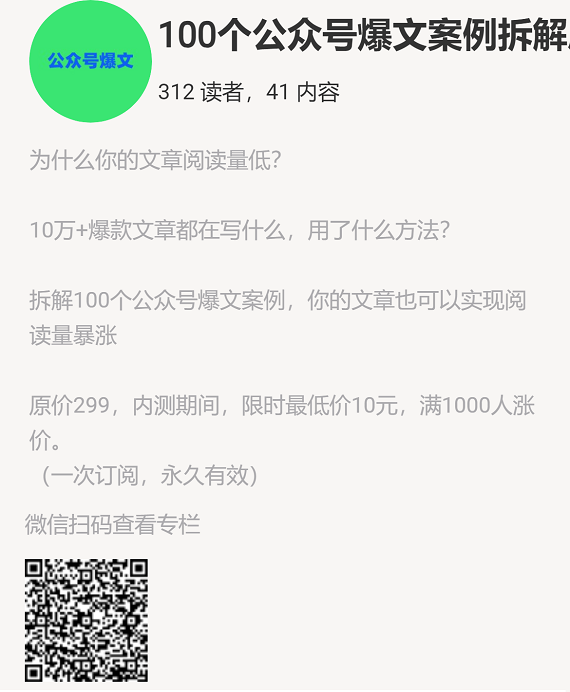 公众号爆文
100个公众号爆文案例拆解
312 读者，41 内容
为什么你的文章阅读量低？
10万+爆款文章都在写什么，用了什么方法？
拆解100个公众号爆文案例，你的文章也可以实现阅
读量暴涨
原价299，内测期间，限时最低价10元，满1000人涨
价。
（一次订阅，永久有效）
微信扫码查看专栏